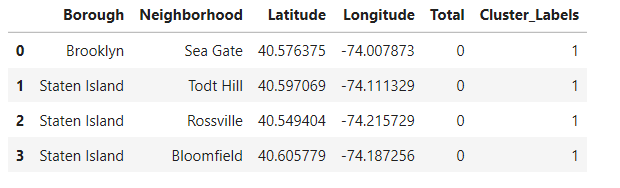 Borough Neighborhood Latitude Longitude Total Cluster_Labels
0 Brooklyn Sea Gate 40.576375 -74.007873 0 1
1 Staten Island Todt Hill 40.597069 -74.111329 0 1
2 Staten Island Rossville 40.549404 -74.215729 0 1
3 Staten Island Bloomfield 40.605779 -74.187256 0 1